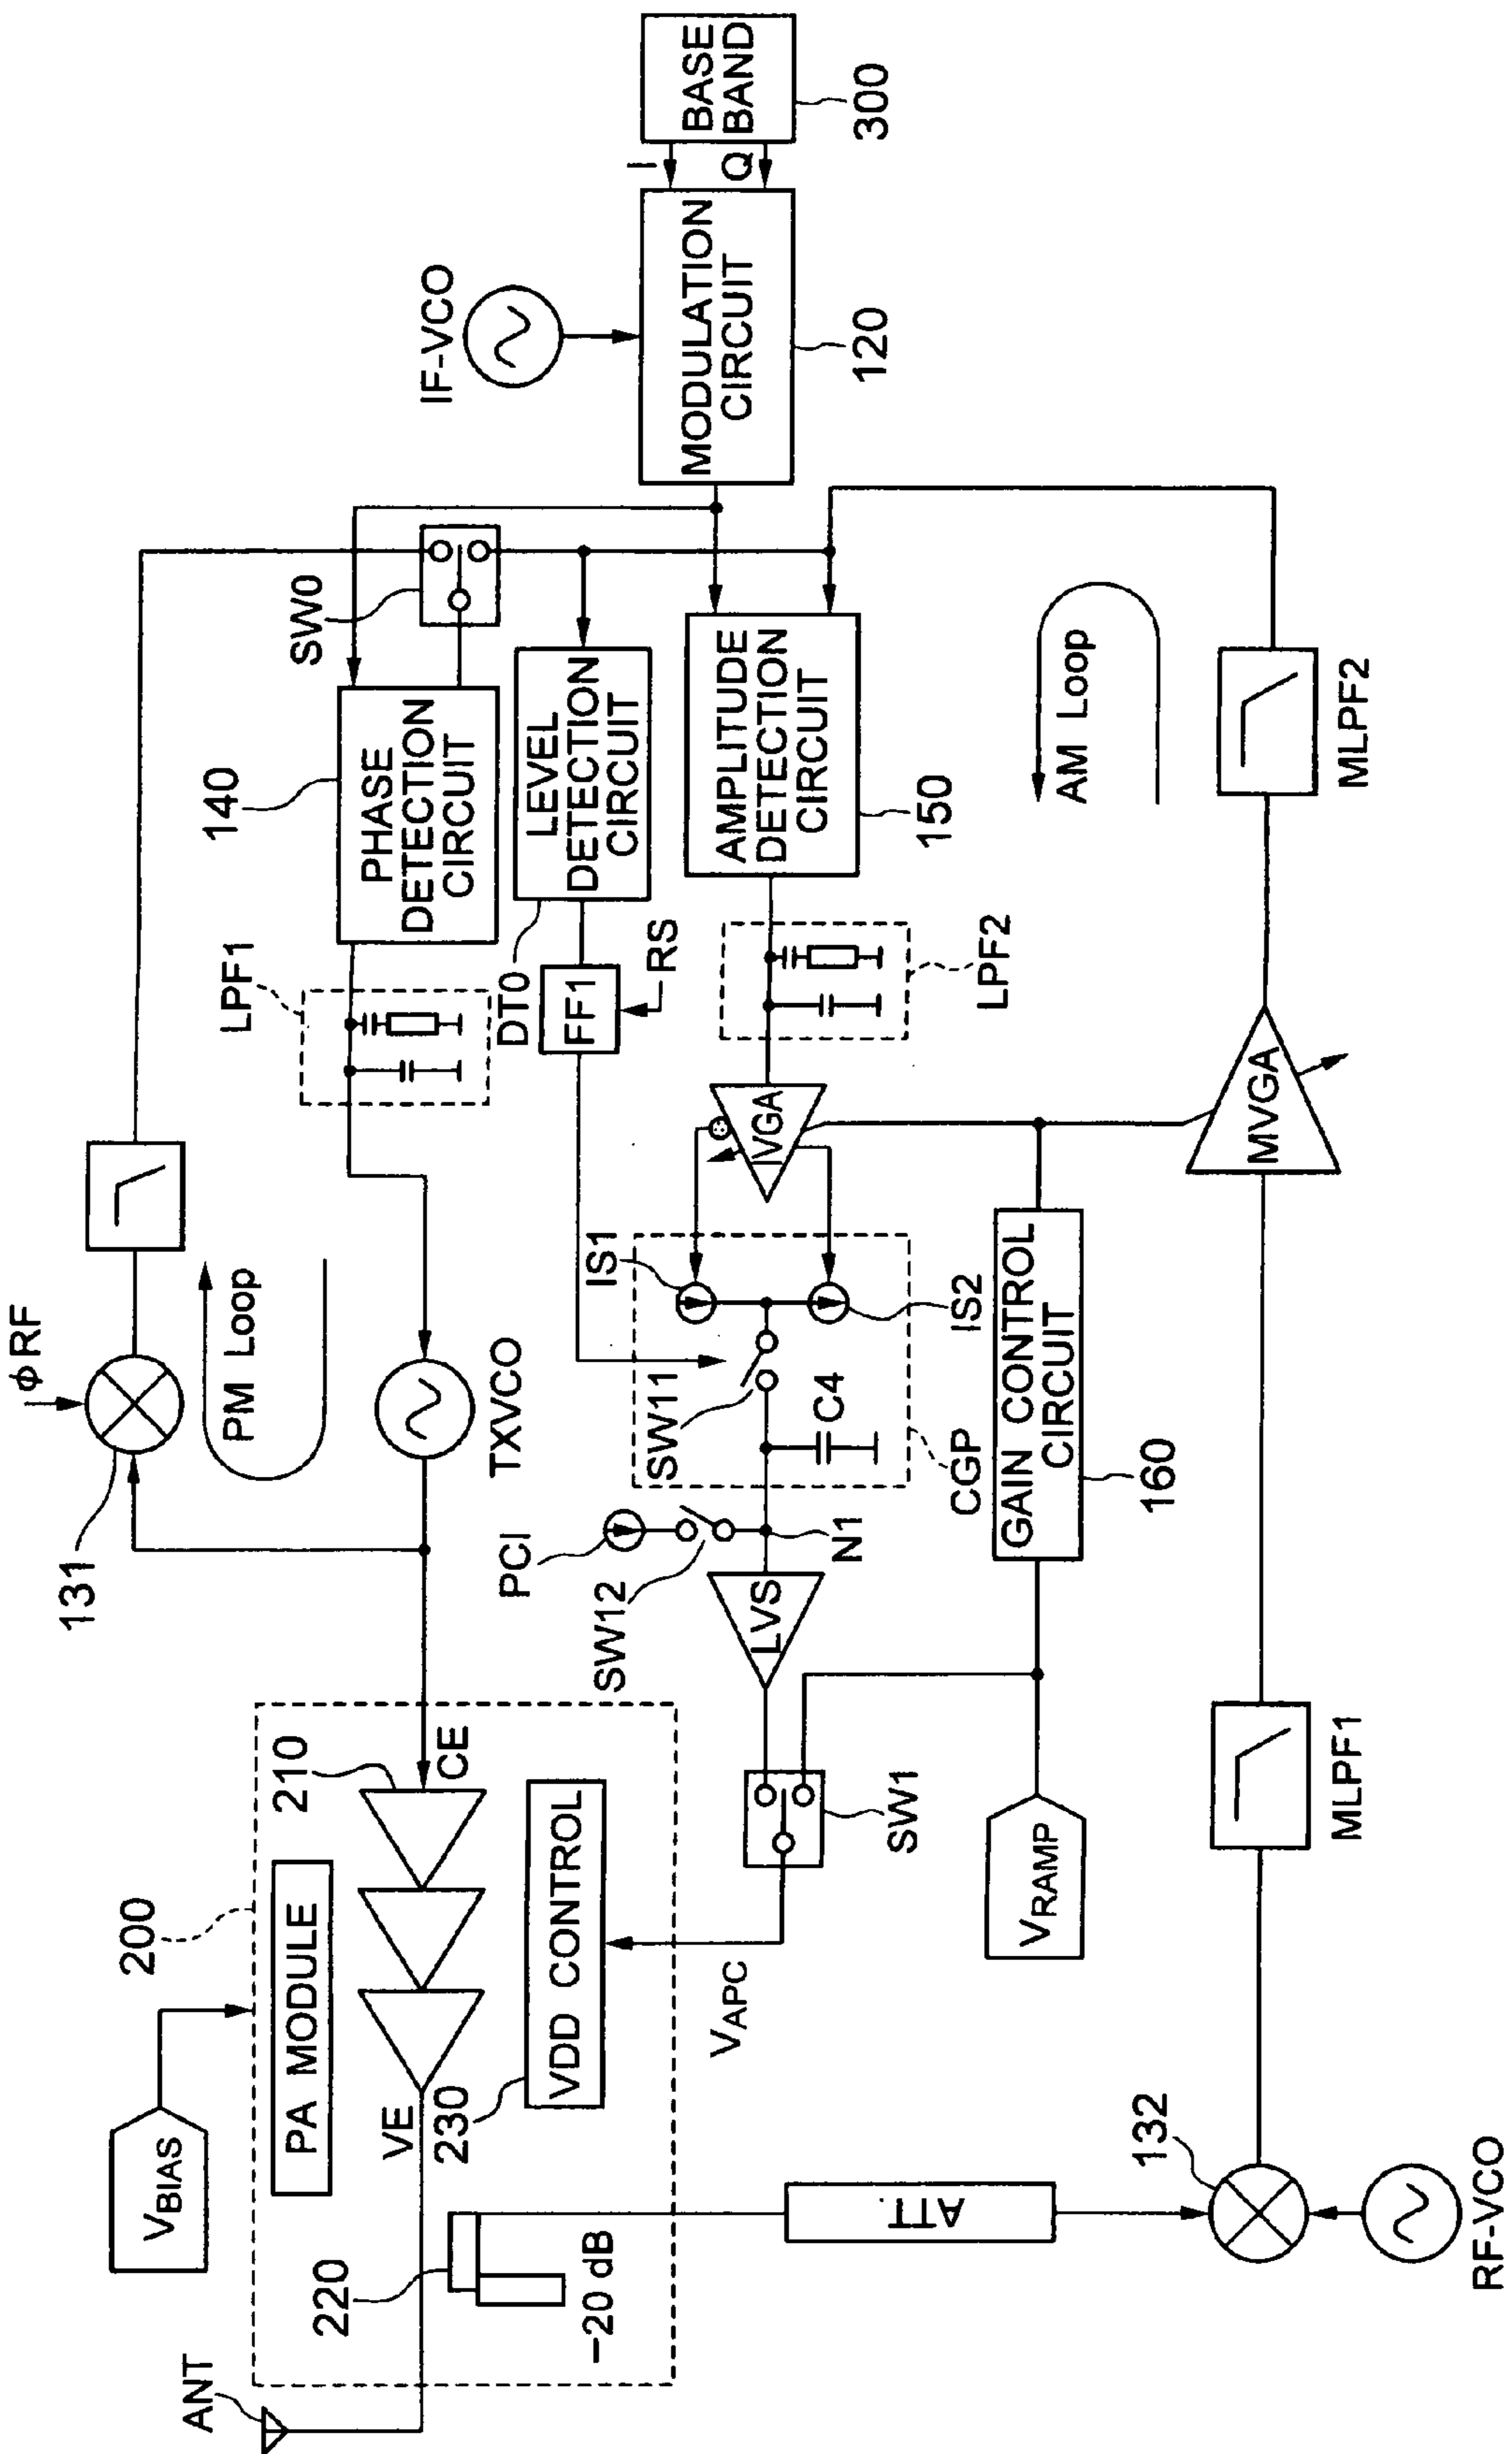 BASE
BAND
300
I
Q
IF-VCO
MODULATION
CIRCUIT
120
SW0
140
PHASE
DETECTION
CIRCUIT
LEVEL
DETECTION
CIRCUIT
DT0
FF1
RS
AMPLITUDE
DETECTION
CIRCUIT
150
AM Loop
MLPF2
LPF1
LPF2
IVGA
MVGA
φRF
131
PM Loop
TXVCO
IS1
IS2
SW11
C4
CGP
GAIN CONTROL
CIRCUIT
160
PCI
SW12
N1
LVS
SW1
VRAMP
MLPF1
200
PA MODULE
210
CE
VE
230
VDD CONTROL
VAPC
VBIAS
220
−20 dB
ANT
ATT
132
RF-VCO